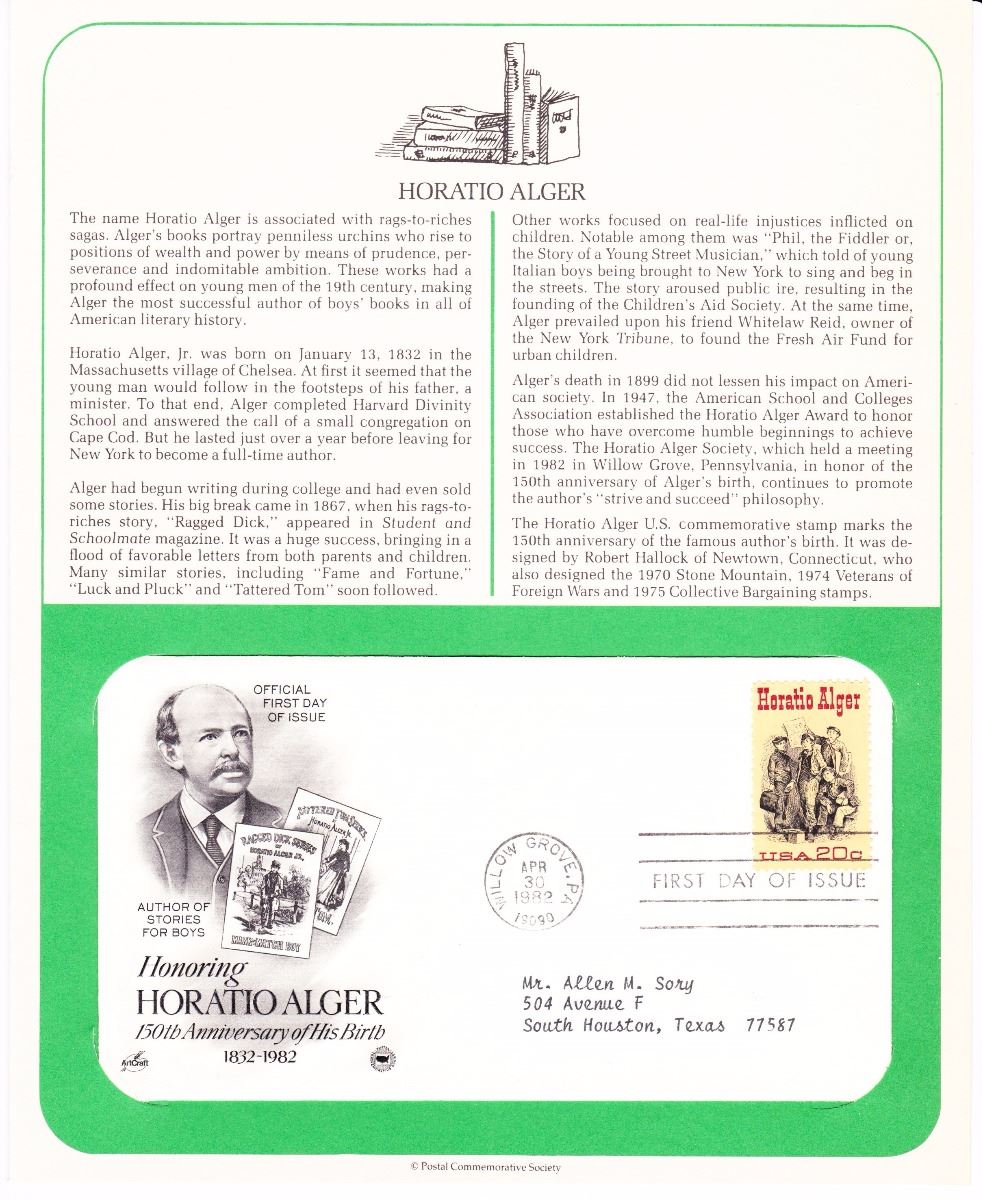 HORATIO ALGER
The name Horatio Alger is associated with rags-to-riches
sagas. Alger's books portray penniless urchins who rise to
positions of wealth and power by means of prudence, per-
severance and indomitable ambition. These works had a
profound effect on young men of the 19th century, making
Alger the most successful author of boys' books in all of
American literary history.
Horatio Alger, Jr. was born on January 13, 1832 in the
Massachusetts village of Chelsea. At first it seemed that the
young man would follow in the footsteps of his father, a
minister. To that end, Alger completed Harvard Divinity
School and answered the call of a small congregation on
Cape Cod. But he lasted just over a year before leaving for
New York to become a full-time author.
Alger had begun writing during college and had even sold
some stories. His big break came in 1867, when his rags-to-
riches story, "Ragged Dick," appeared in Student and
Schoolmate magazine. It was a huge success, bringing in a
flood of favorable letters from both parents and children.
Many similar stories, including "Fame and Fortune,"
"Luck and Pluck" and "Tattered Tom" soon followed.
Other works focused on real-life injustices inflicted on
children. Notable among them was "Phil, the Fiddler or,
the Story of a Young Street Musician," which told of young
Italian boys being brought to New York to sing and beg in
the streets. The story aroused public ire, resulting in the
founding of the Children's Aid Society. At the same time,
Alger prevailed upon his friend Whitelaw Reid, owner of
the New York Tribune, to found the Fresh Air Fund for
urban children.
Alger's death in 1899 did not lessen his impact on Ameri-
can society. In 1947, the American School and Colleges
Association established the Horatio Alger Award to honor
those who have overcome humble beginnings to achieve
success. The Horatio Alger Society, which held a meeting
in 1982 in Willow Grove, Pennsylvania, in honor of the
150th anniversary of Alger's birth, continues to promote
the author's "strive and succeed" philosophy.
The Horatio Alger U.S. commemorative stamp marks the
150th anniversary of the famous author's birth. It was de-
signed by Robert Hallock of Newtown, Connecticut, who
also designed the 1970 Stone Mountain, 1974 Veterans of
Foreign Wars and 1975 Collective Bargaining stamps.
OFFICIAL
FIRST DAY
OF ISSUE
TATTERED TOM SERIES
HORATIO ALGER JR.
RAGGED DICK SERIES
BY
HORATIO ALGER JR.
MARK THE MATCH BOY
AUTHOR OF
STORIES
FOR BOYS
Honoring
HORATIO ALGER
150th Anniversary of His Birth
1832-1982
ArtCraft
Horatio Alger
USA 20c
WILLOW GROVE, PA
APR
30
1982
19090
FIRST DAY OF ISSUE
Mr. Allen M. Sory
504 Avenue F
South Houston, Texas 77587
© Postal Commemorative Society